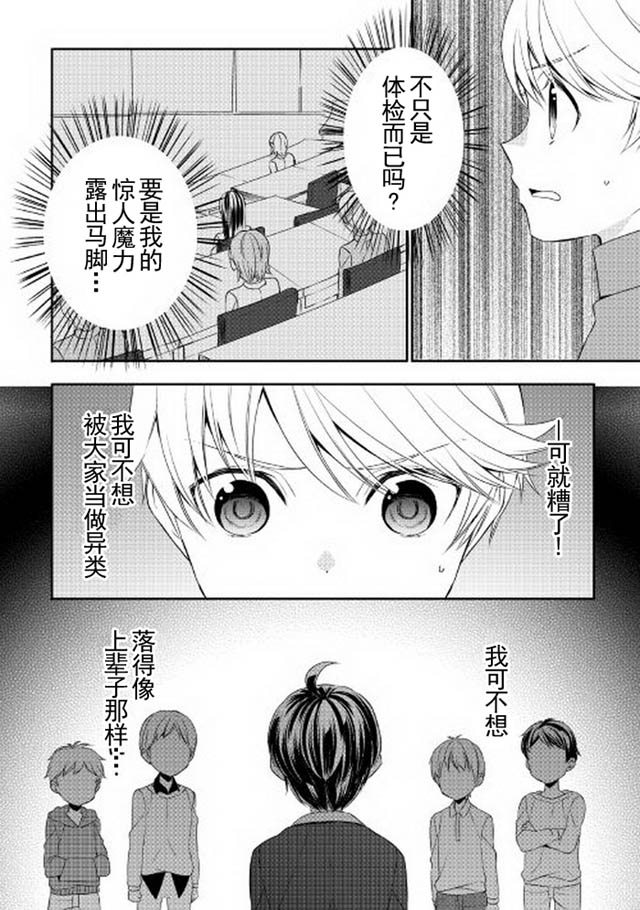 不只是
体检而已吗？
要是我的
惊人魔力
露出马脚…
一可就糟了！
我可不想
被大家当做异类
我可不想
落得像
上辈子那样…